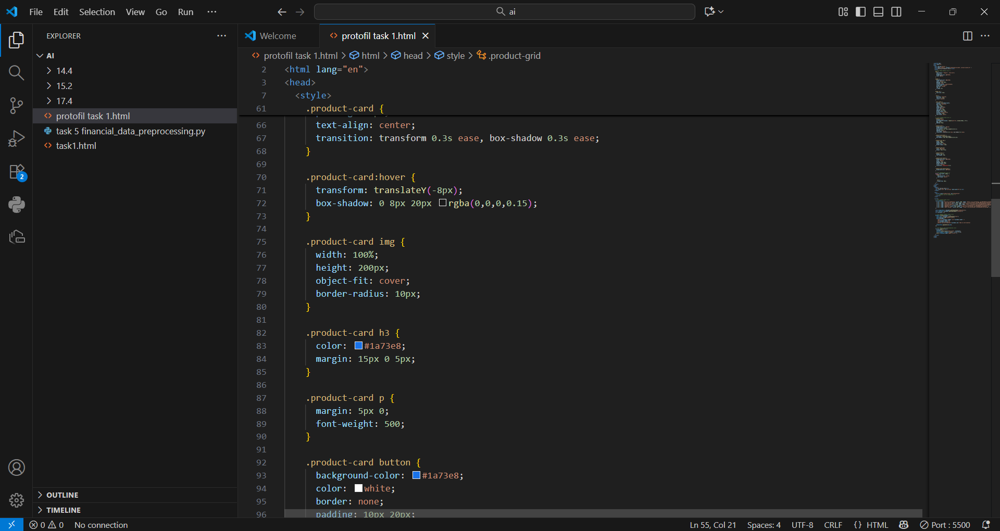 File Edit Selection View Go Run ··· ai
EXPLORER ···
AI
14.4
15.2
17.4
protofil task 1.html
task 5 financial_data_preprocessing.py
task1.html
OUTLINE
TIMELINE
2
Welcome
protofil task 1.html
protofil task 1.html > html > head > style > .product-grid
2 <html lang="en">
3 <head>
7 <style>
61 .product-card {
66 text-align: center;
67 transition: transform 0.3s ease, box-shadow 0.3s ease;
68 }
69
70 .product-card:hover {
71 transform: translateY(-8px);
72 box-shadow: 0 8px 20px rgba(0,0,0,0.15);
73 }
74
75 .product-card img {
76 width: 100%;
77 height: 200px;
78 object-fit: cover;
79 border-radius: 10px;
80 }
81
82 .product-card h3 {
83 color: #1a73e8;
84 margin: 15px 0 5px;
85 }
86
87 .product-card p {
88 margin: 5px 0;
89 font-weight: 500;
90 }
91
92 .product-card button {
93 background-color: #1a73e8;
94 color: white;
95 border: none;
96 padding: 10px 20px;
0 0 No connection Ln 55, Col 21 Spaces: 4 UTF-8 CRLF {} HTML Port : 5500